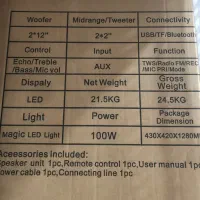 Woofer Midrange/Tweeter Connectivity
2*12" 2+2" USB/TF/Bluetooth
Control Input Function
Echo/Treble
/Bass/Mic vol AUX TWS/Radio FM/REC
/MIC PRI/Mode
Dispaly Net Weight Gross
Weight
LED 21.5KG 24.5KG
Light Power Package
Dimension
Magic LED Light 100W 430X420X1280M
Accessories Included:
Speaker unit 1pc, Remote control 1pc, User manual 1p
ower cable 1pc, Connecting line 1pc